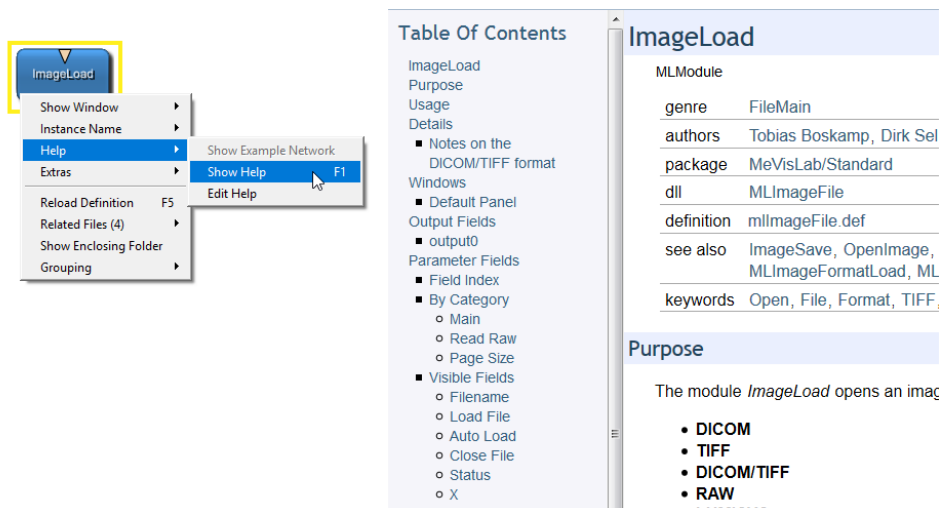 ImageLoad
Show Window
Instance Name
Help
Extras
Reload Definition F5
Related Files (4)
Show Enclosing Folder
Grouping
Show Example Network
Show Help F1
Edit Help
Table Of Contents
ImageLoad
Purpose
Usage
Details
Notes on the
DICOM/TIFF format
Windows
Default Panel
Output Fields
output0
Parameter Fields
Field Index
By Category
Main
Read Raw
Page Size
Visible Fields
Filename
Load File
Auto Load
Close File
Status
X
ImageLoad
MLModule
genre FileMain
authors Tobias Boskamp, Dirk Sel
package MeVisLab/Standard
dll MLImageFile
definition mlImageFile.def
see also ImageSave, OpenImage,
MLImageFormatLoad, ML
keywords Open, File, Format, TIFF,
Purpose
The module ImageLoad opens an imag
• DICOM
• TIFF
• DICOM/TIFF
• RAW